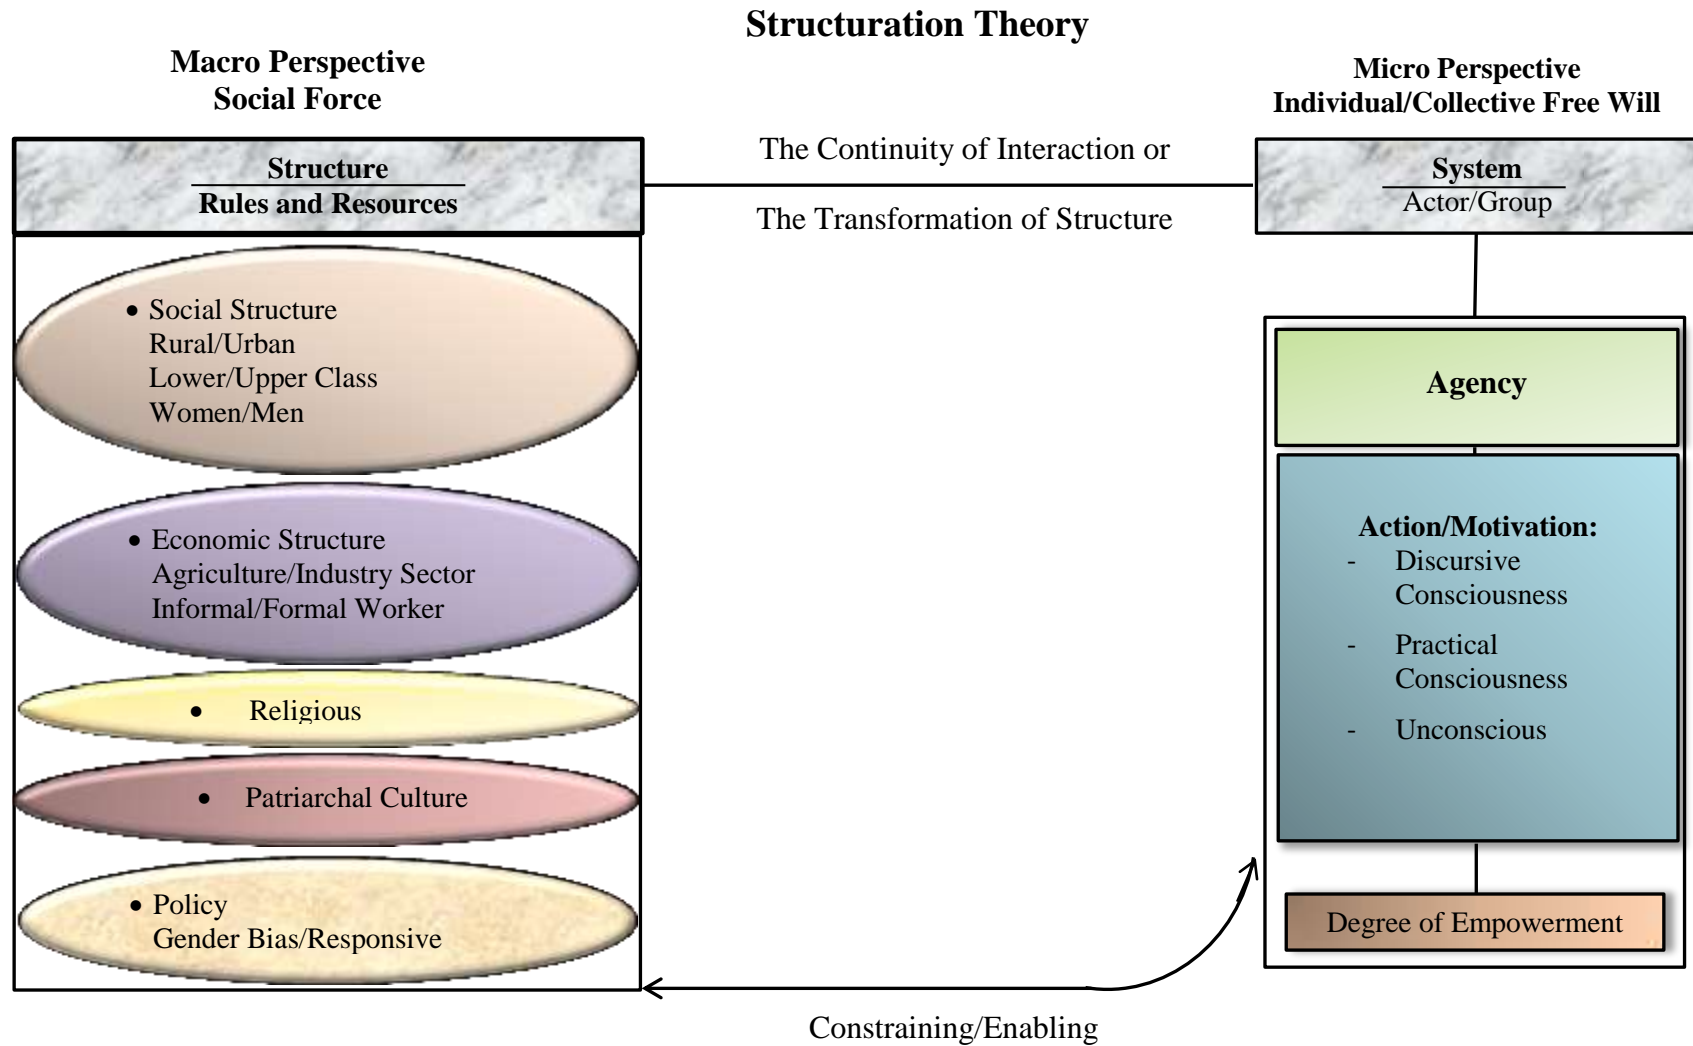 Structuration Theory
Macro Perspective
Social Force
Structure
Rules and Resources
• Social Structure
Rural/Urban
Lower/Upper Class
Women/Men
• Economic Structure
Agriculture/Industry Sector
Informal/Formal Worker
• Religious
• Patriarchal Culture
• Policy
Gender Bias/Responsive
The Continuity of Interaction or
The Transformation of Structure
Micro Perspective
Individual/Collective Free Will
System
Actor/Group
Agency
Action/Motivation:
- Discursive
Consciousness
- Practical
Consciousness
- Unconscious
Degree of Empowerment
Constraining/Enabling